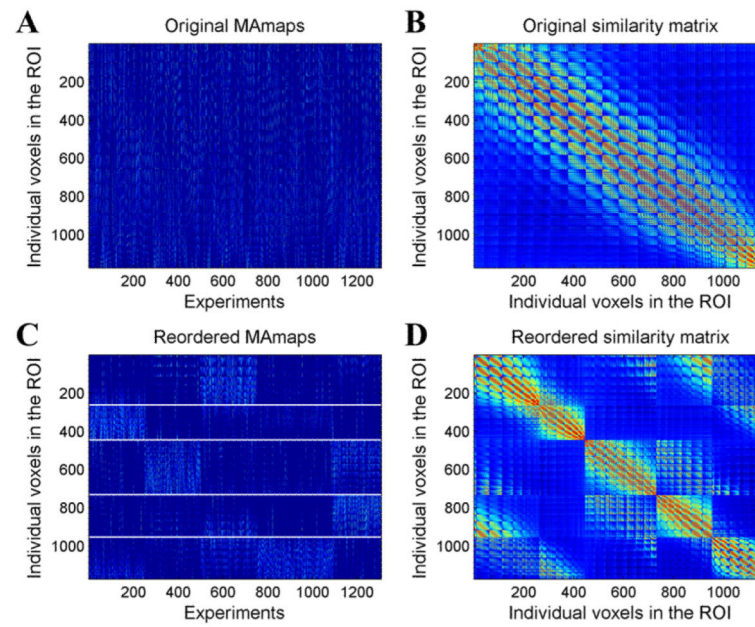 A
Original MAmaps
Individual voxels in the ROI
200
400
600
800
1000
200 400 600 800 1000 1200
Experiments
B
Original similarity matrix
Individual voxels in the ROI
200
400
600
800
1000
200 400 600 800 1000
Individual voxels in the ROI
C
Reordered MAmaps
Individual voxels in the ROI
200
400
600
800
1000
200 400 600 800 1000 1200
Experiments
D
Reordered similarity matrix
Individual voxels in the ROI
200
400
600
800
1000
200 400 600 800 1000
Individual voxels in the ROI